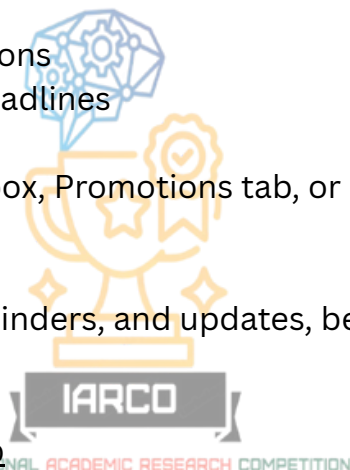 ons
adlines
ox, Promotions tab, or
inders, and updates, be
IARCO
NAL ACADEMIC RESEARCH COMPETITION